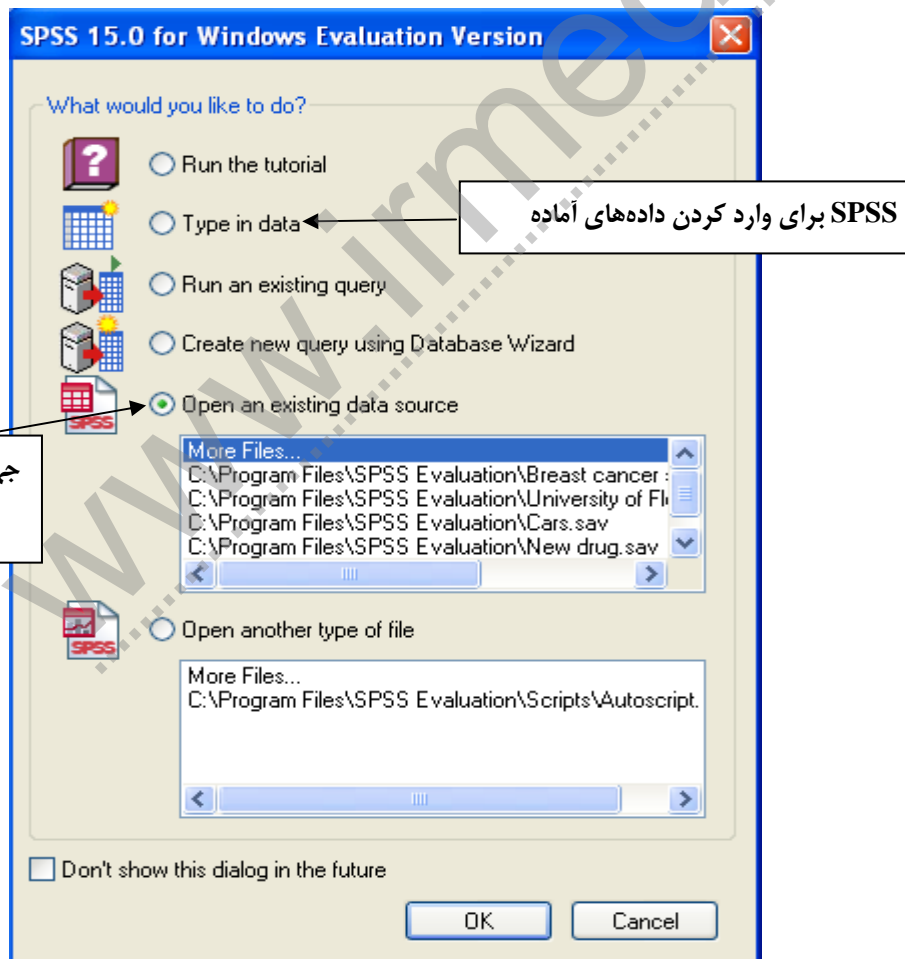 SPSS 15.0 for Windows Evaluation Version
What would you like to do?
Run the tutorial
Type in data
SPSS برای وارد کردن داده‌های آماده
Run an existing query
Create new query using Database Wizard
SPSS
Open an existing data source
More Files...
C:\Program Files\SPSS Evaluation\Breast cancer
C:\Program Files\SPSS Evaluation\University of
C:\Program Files\SPSS Evaluation\Cars.sav
C:\Program Files\SPSS Evaluation\New drug.sav
SPSS
Open another type of file
More Files...
C:\Program Files\SPSS Evaluation\Scripts\Autoscript.
Don't show this dialog in the future
OK
Cancel